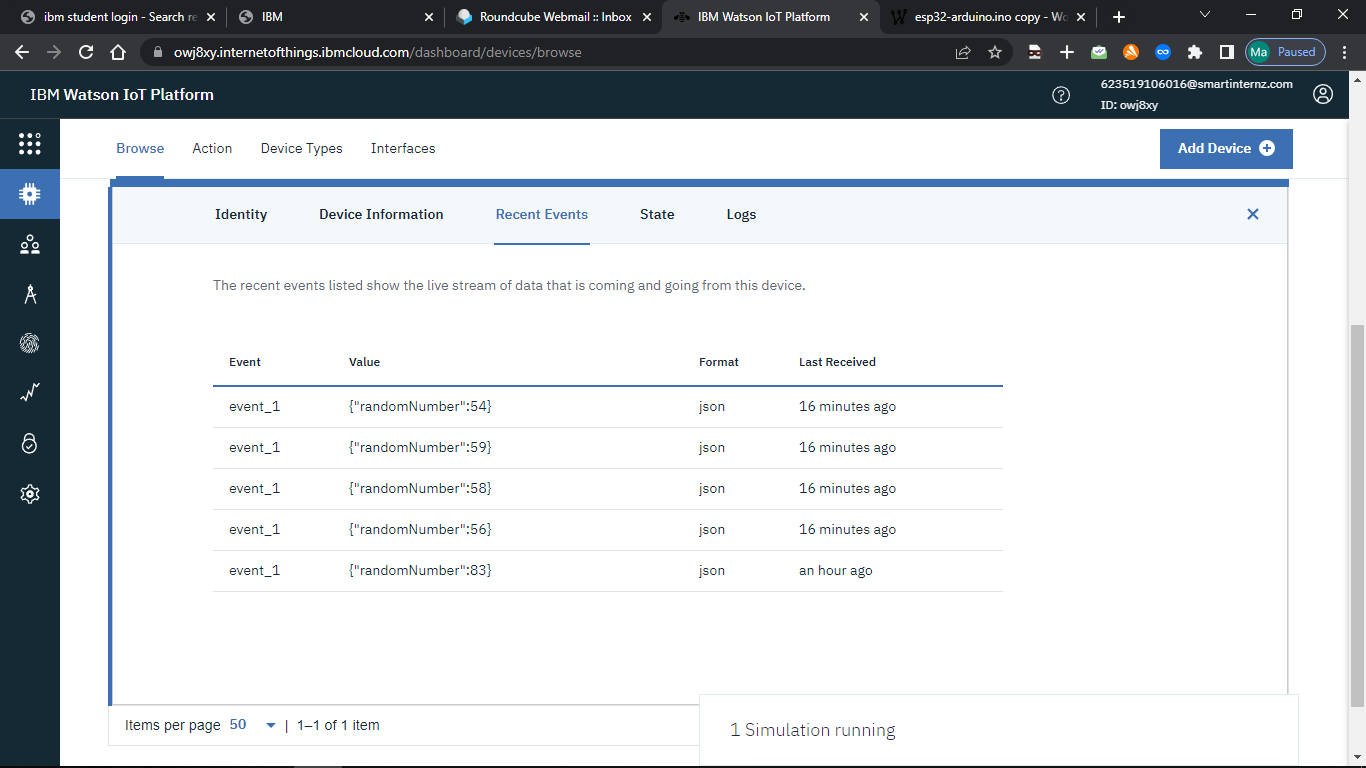 ibm student login - Search re
IBM
Roundcube Webmail :: Inbox
IBM Watson IoT Platform
esp32-arduino.ino copy - Wo
owj8xy.internetofthings.ibmcloud.com/dashboard/devices/browse
Ma Paused
IBM Watson IoT Platform
623519106016@smartinternz.com
ID: owj8xy
Browse Action Device Types Interfaces
Add Device
Identity Device Information Recent Events State Logs
The recent events listed show the live stream of data that is coming and going from this device.
Event Value Format Last Received
event_1 {"randomNumber":54} json 16 minutes ago
event_1 {"randomNumber":59} json 16 minutes ago
event_1 {"randomNumber":58} json 16 minutes ago
event_1 {"randomNumber":56} json 16 minutes ago
event_1 {"randomNumber":83} json an hour ago
Items per page 50 | 1–1 of 1 item
1 Simulation running